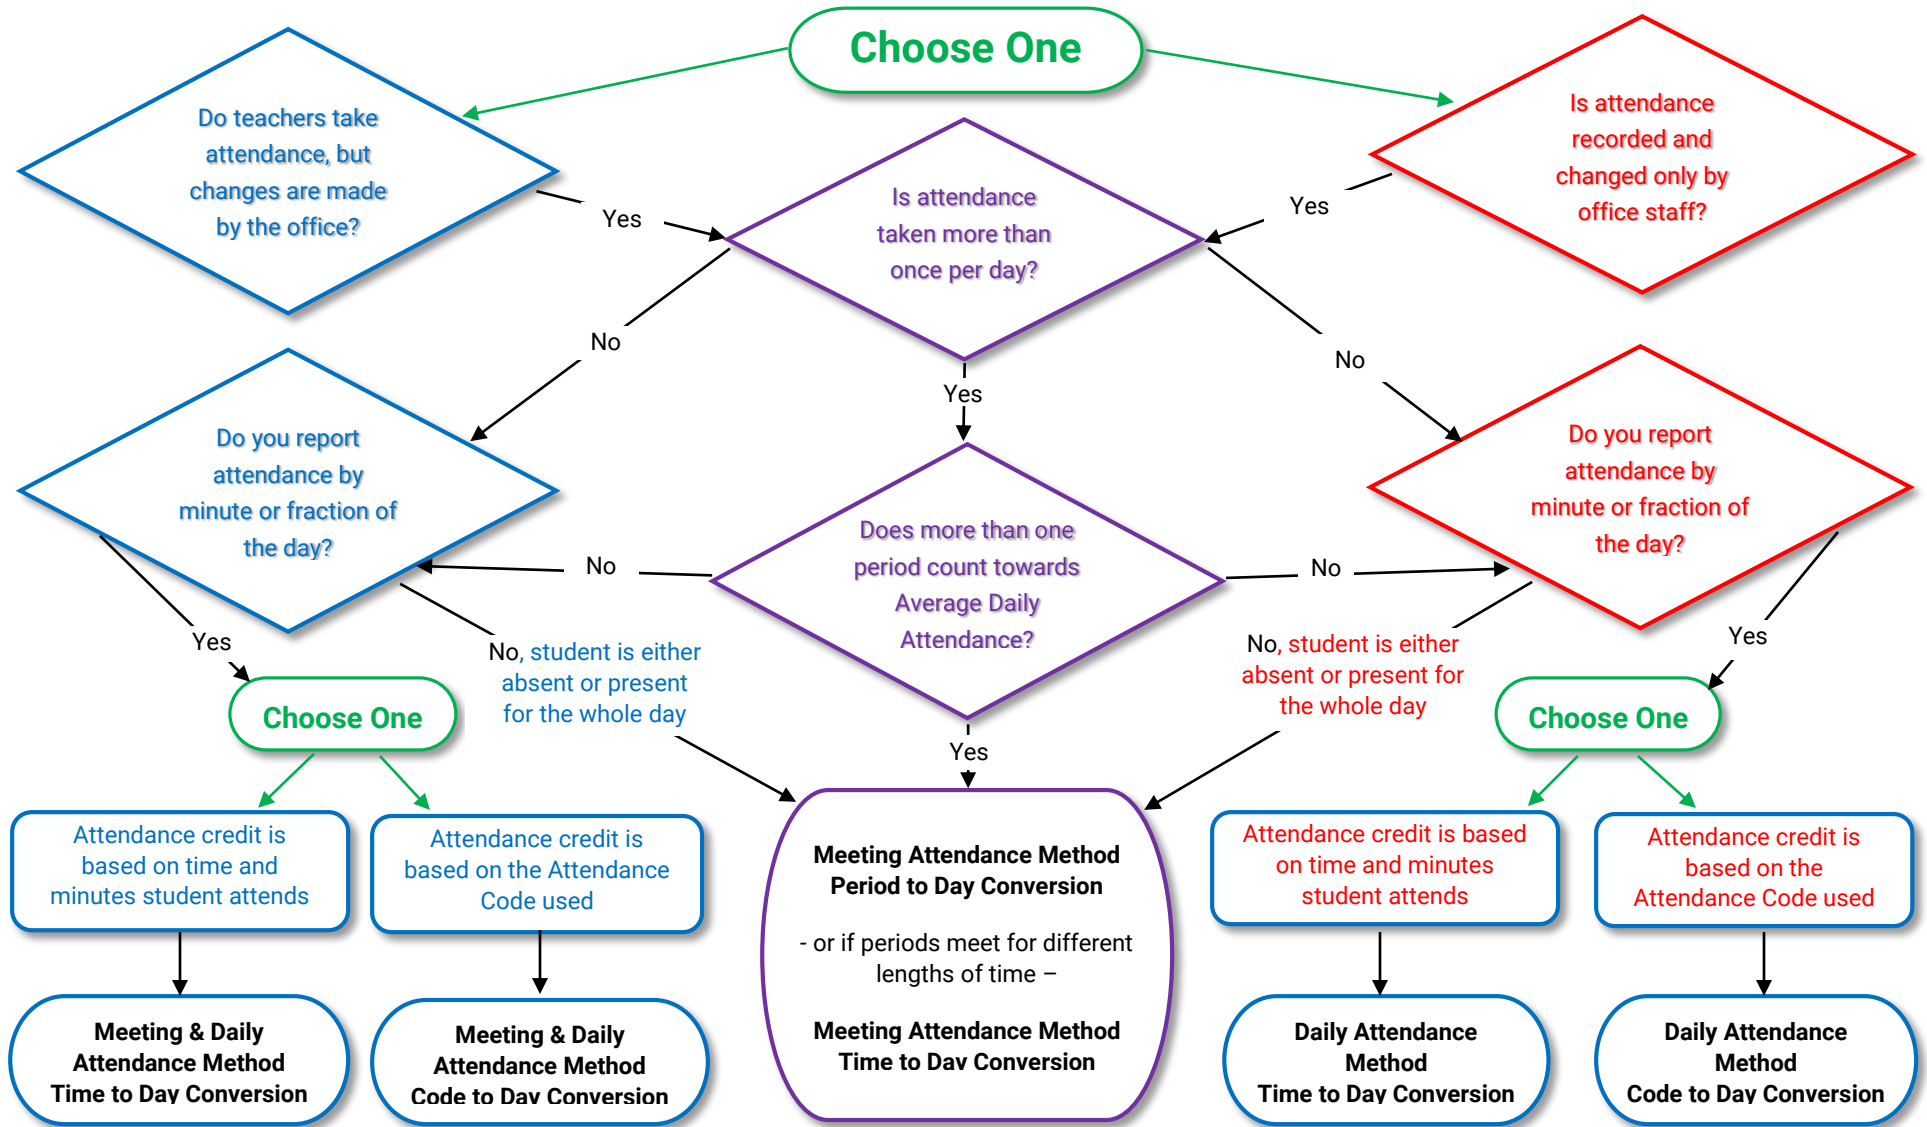 Choose One
Do teachers take
attendance, but
changes are made
by the office?
Is attendance
taken more than
once per day?
Is attendance
recorded and
changed only by
office staff?
Yes
Yes
No
Yes
No
Do you report
attendance by
minute or fraction of
the day?
Does more than one
period count towards
Average Daily
Attendance?
Do you report
attendance by
minute or fraction of
the day?
No
No
Yes
No, student is either
absent or present
for the whole day
Yes
No, student is either
absent or present for
the whole day
Yes
Choose One
Choose One
Attendance credit is
based on time and
minutes student attends
Attendance credit is
based on the Attendance
Code used
Meeting Attendance Method
Period to Day Conversion
- or if periods meet for different
lengths of time –
Meeting Attendance Method
Time to Day Conversion
Attendance credit is based
on time and minutes
student attends
Attendance credit is
based on the
Attendance Code used
Meeting & Daily
Attendance Method
Time to Day Conversion
Meeting & Daily
Attendance Method
Code to Day Conversion
Daily Attendance
Method
Time to Day Conversion
Daily Attendance
Method
Code to Day Conversion